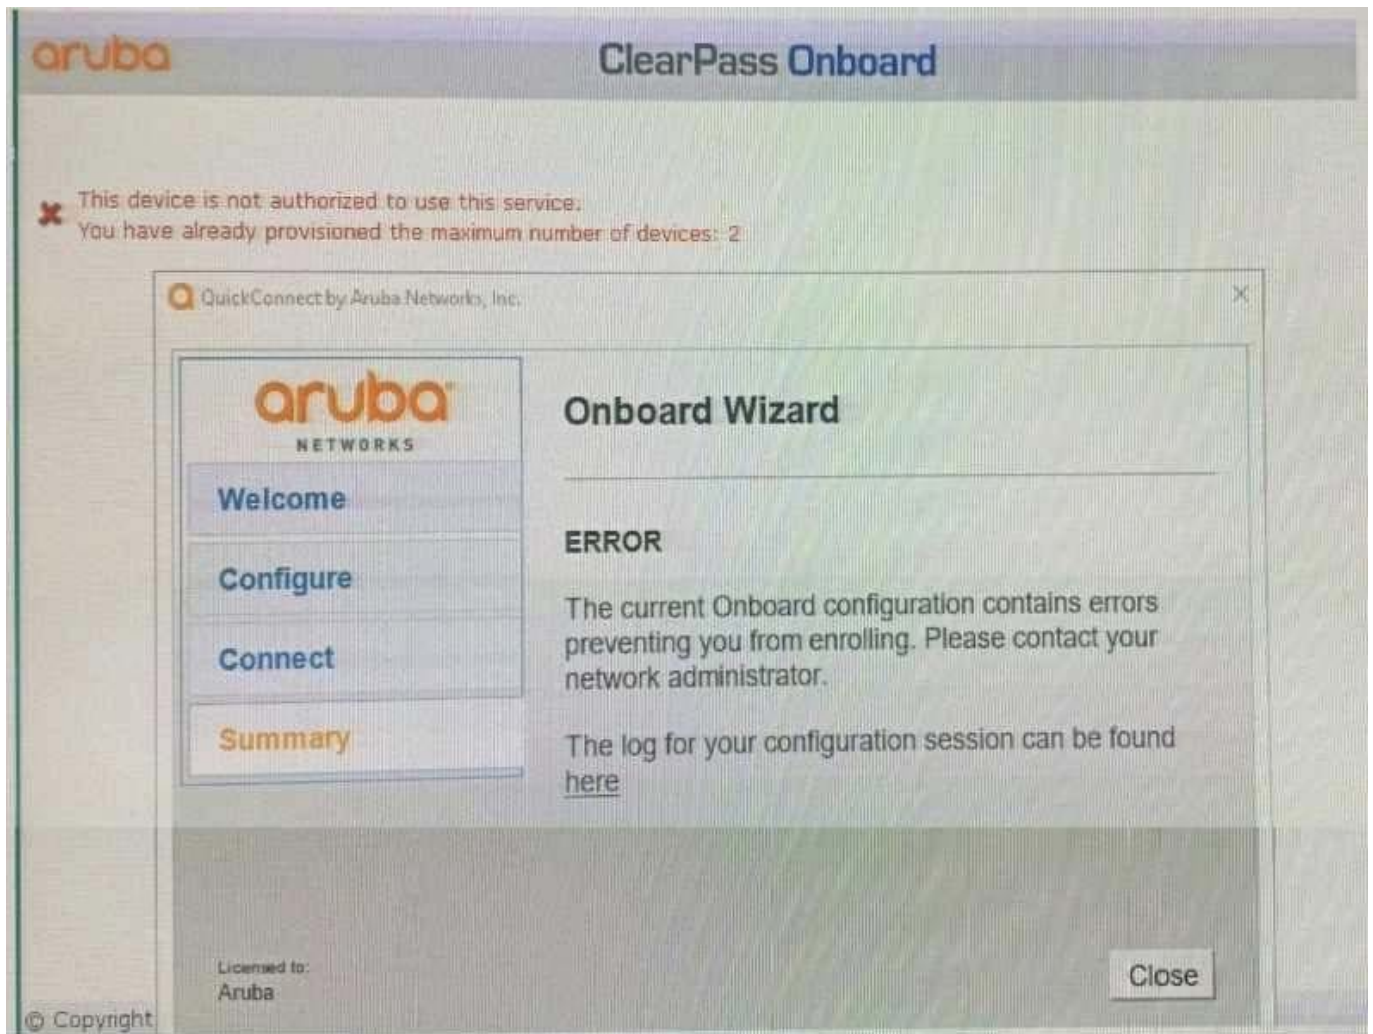 aruba
ClearPass Onboard
This device is not authorized to use this service.
You have already provisioned the maximum number of devices: 2
QuickConnect by Aruba Networks, Inc.
aruba
NETWORKS
Welcome
Configure
Connect
Summary
Onboard Wizard
ERROR
The current Onboard configuration contains errors
preventing you from enrolling. Please contact your
network administrator.
The log for your configuration session can be found
here
Licensed to:
Aruba
Close
© Copyright